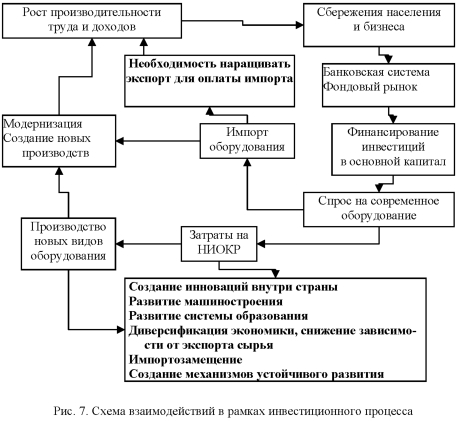 Рост производительности
труда и доходов
Сбережения населения
и бизнеса
Необходимость наращивать
экспорт для оплаты импорта
Банковская система
Фондовый рынок
Модернизация
Создание новых
производств
Импорт
оборудования
Финансирование
инвестиций
в основной капитал
Спрос на современное
оборудование
Производство
новых видов
оборудования
Затраты на
НИОКР
Создание инноваций внутри страны
Развитие машиностроения
Развитие системы образования
Диверсификация экономики, снижение зависимо-
сти от экспорта сырья
Импортозамещение
Создание механизмов устойчивого развития
Рис. 7. Схема взаимодействий в рамках инвестиционного процесса